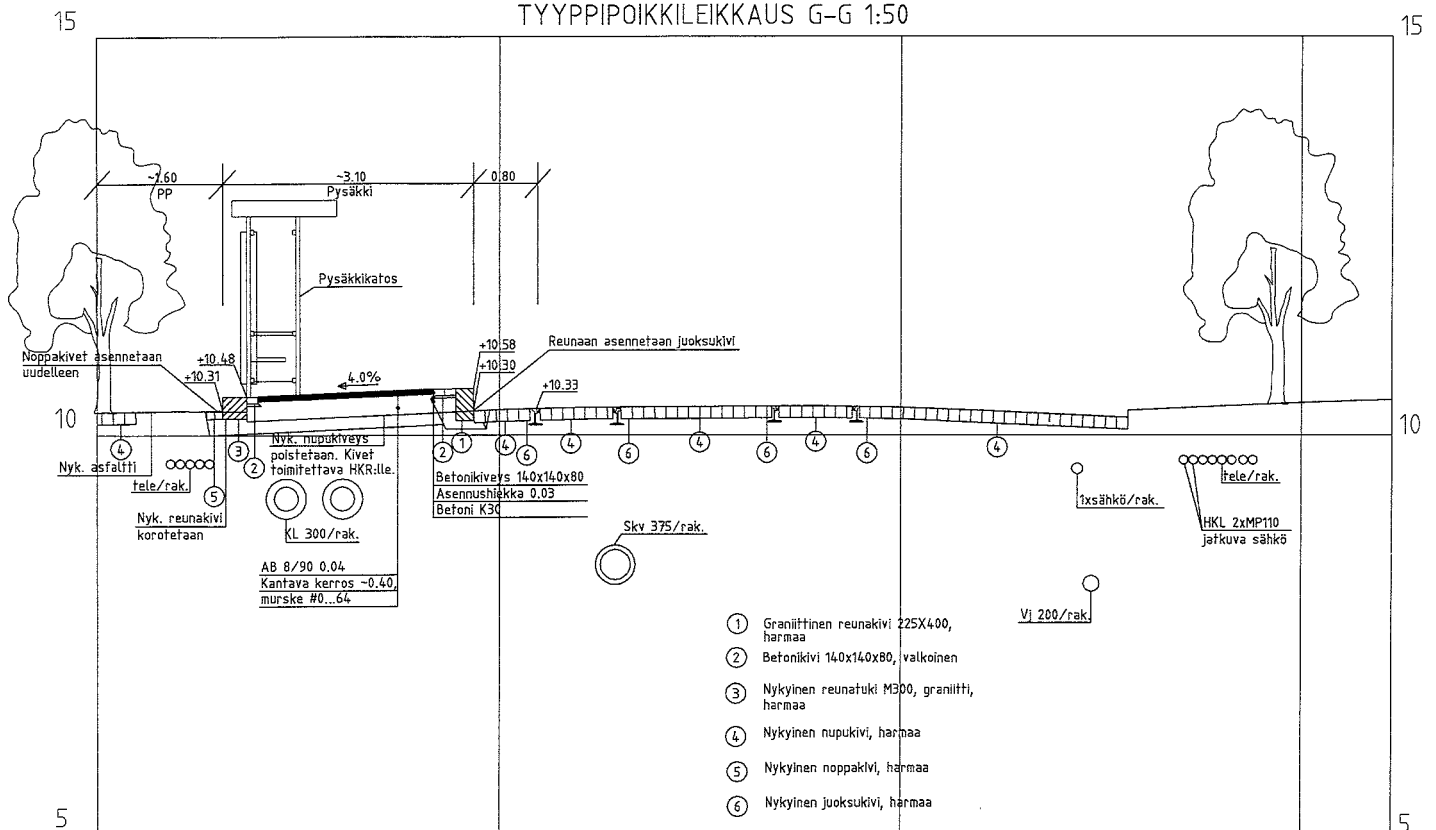 TYYPPIPOIKKILEIKKAUS G-G 1:50
15
15
~1.60
PP
~3.10
Pysäkki
0.80
Pysäkkikatos
Noppakivet asennetaan
uudelleen
+10.48
+10.31
4.0%
+10.58
+10.30
Reunaan asennetaan juoksukivi
+10.33
10
10
4
3
2
2
1
4
6
4
6
4
6
4
6
4
5
Nyk. asfaltti
tele/rak.
Nyk. reunakivi
korotetaan
Nyk. nupukiveys
poistetaan. Kivet
toimitettava HKR:lle.
KL 300/rak.
Betonikiveys 140x140x80
Asennushiekka 0.03
Betoni K30
AB 8/90 0.04
Kantava kerros ~0.40,
murske #0...64
Skv 375/rak.
1xsähkö/rak.
tele/rak.
HKL 2xMP110
jatkuva sähkö
Vj 200/rak.
1 Graniittinen reunakivi 225X400,
harmaa
2 Betonikivi 140x140x80, valkoinen
3 Nykyinen reunatuki M300, graniitti,
harmaa
4 Nykyinen nupukivi, harmaa
5 Nykyinen noppakivi, harmaa
6 Nykyinen juoksukivi, harmaa
5
5